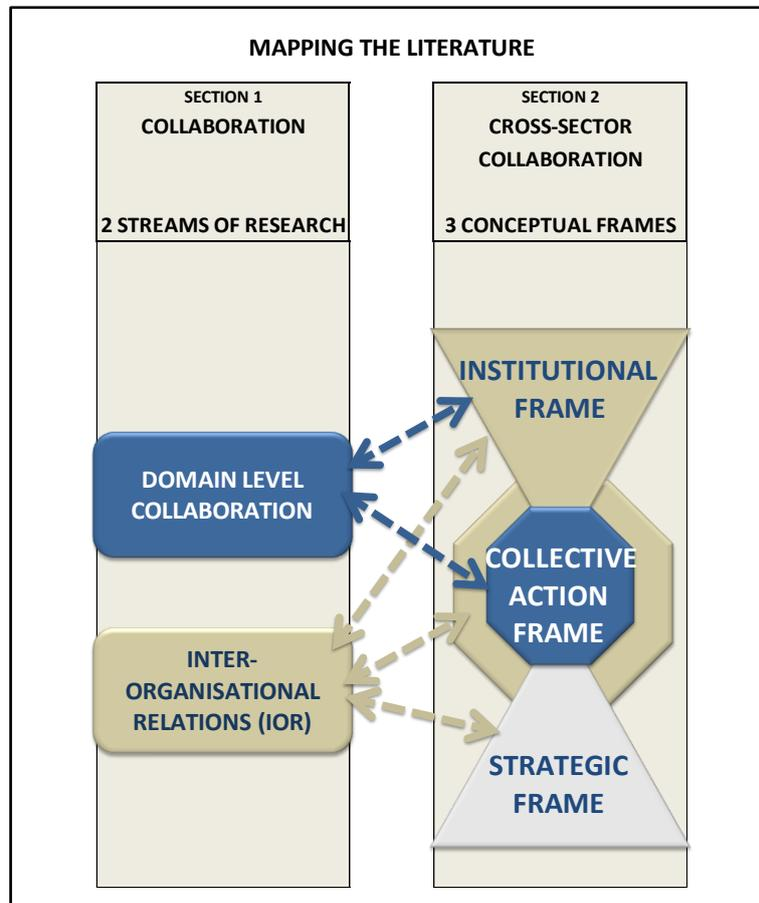 MAPPING THE LITERATURE
SECTION 1
COLLABORATION
2 STREAMS OF RESEARCH
SECTION 2
CROSS-SECTOR
COLLABORATION
3 CONCEPTUAL FRAMES
DOMAIN LEVEL
COLLABORATION
INTER-
ORGANISATIONAL
RELATIONS (IOR)
INSTITUTIONAL
FRAME
COLLECTIVE
ACTION
FRAME
STRATEGIC
FRAME